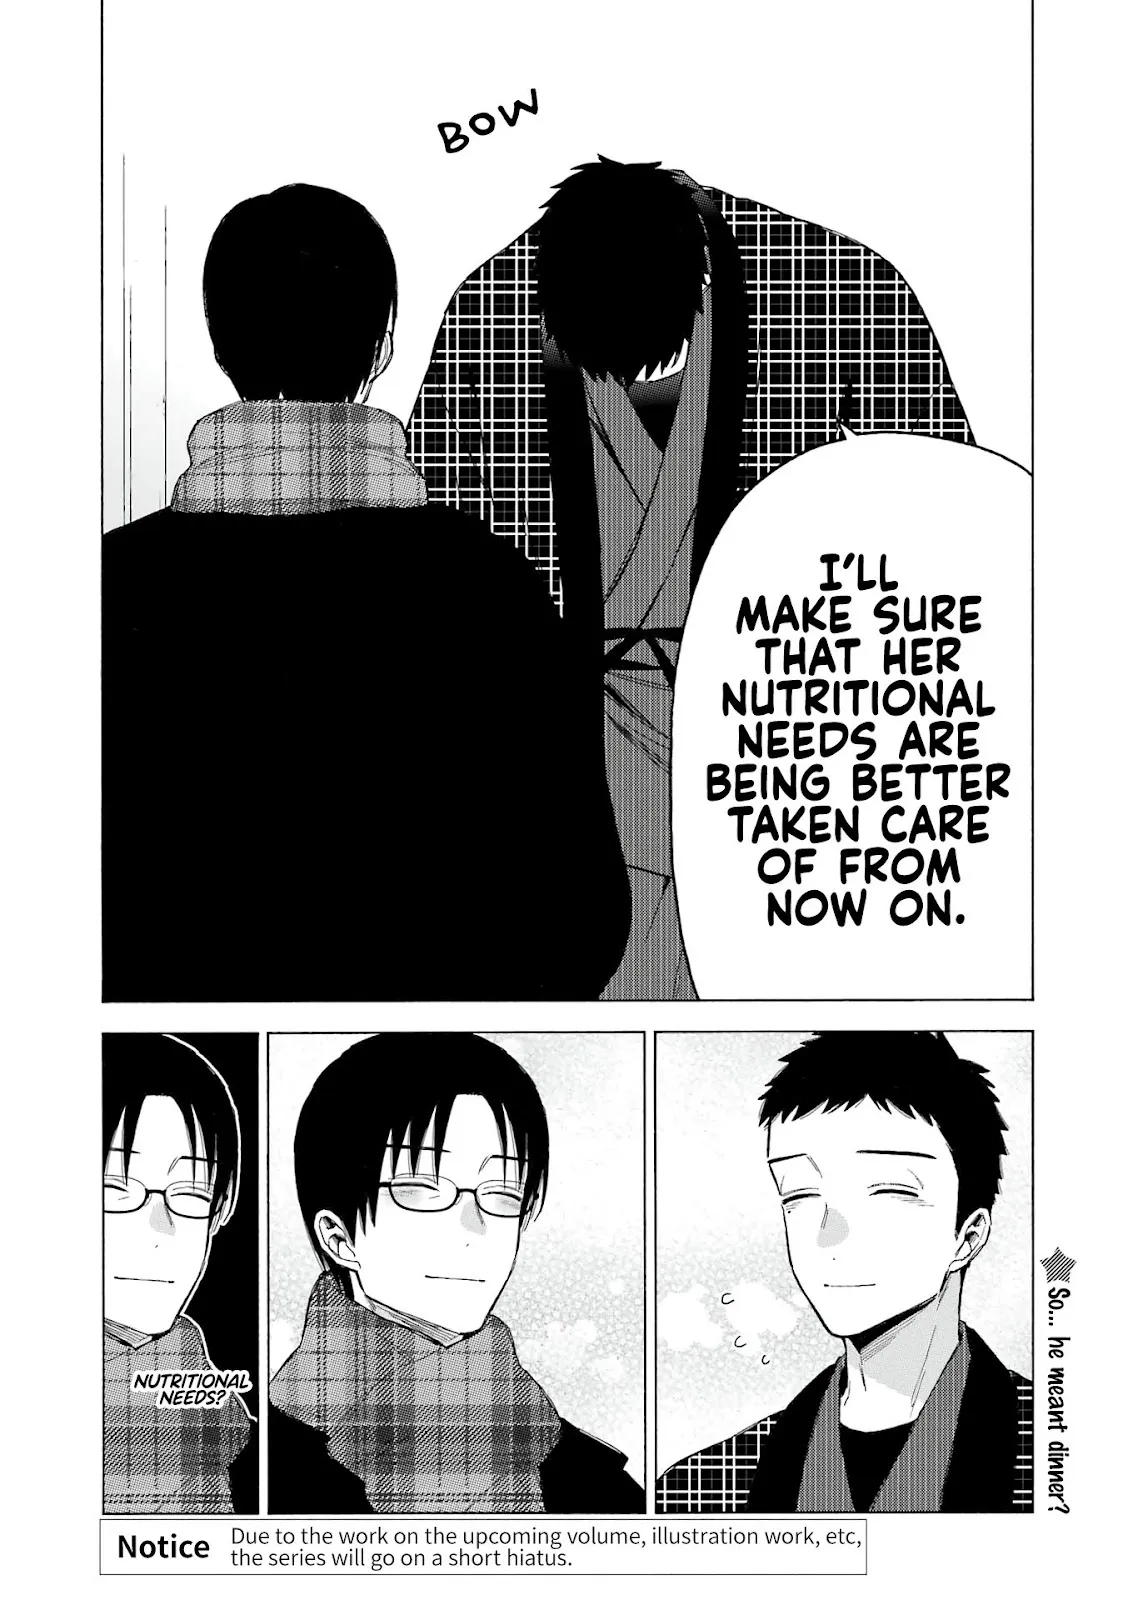 BOW
I'LL
MAKE SURE
THAT HER
NUTRITIONAL
NEEDS ARE
BEING BETTER
TAKEN CARE
OF FROM
NOW ON.
NUTRITIONAL
NEEDS?
So... he meant dinner?
Notice
Due to the work on the upcoming volume, illustration work, etc,
the series will go on a short hiatus.